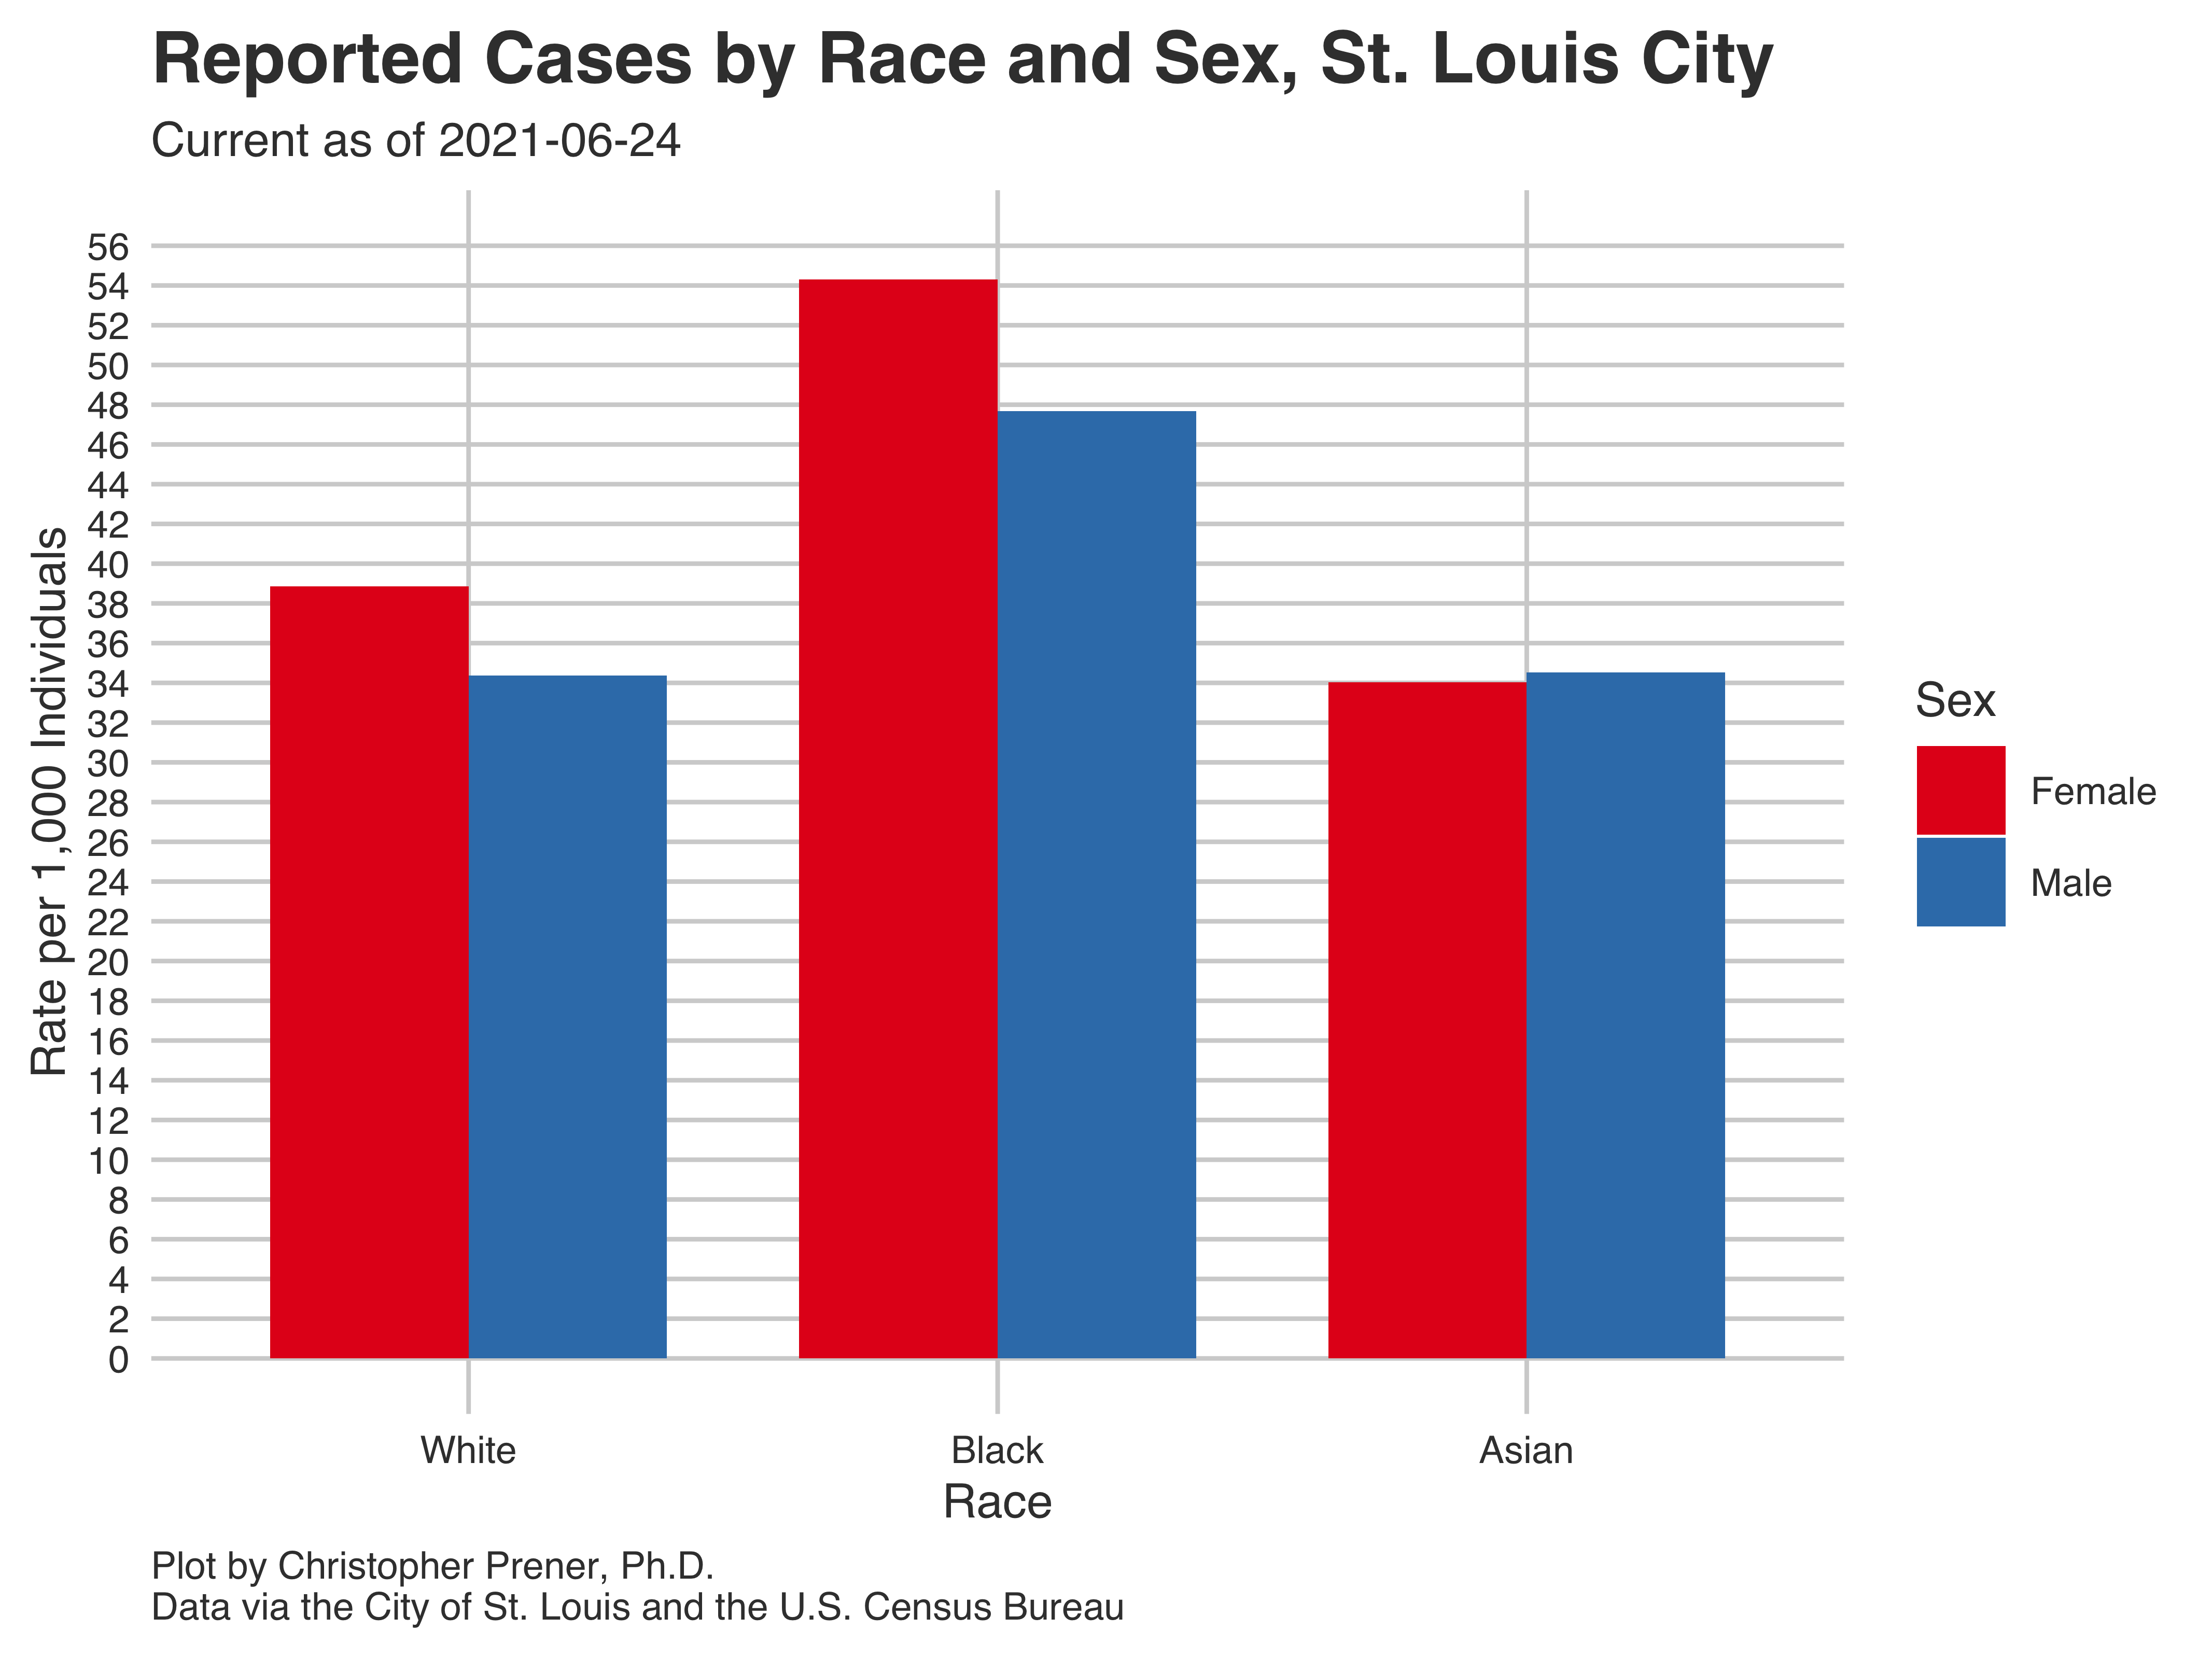 Reported Cases by Race and Sex, St. Louis City
Current as of 2021-06-24
Rate per 1,000 Individuals
56
54
52
50
48
46
44
42
40
38
36
34
32
30
28
26
24
22
20
18
16
14
12
10
8
6
4
2
0
Sex
Female
Male
White Black Asian
Race
Plot by Christopher Prener, Ph.D.
Data via the City of St. Louis and the U.S. Census Bureau